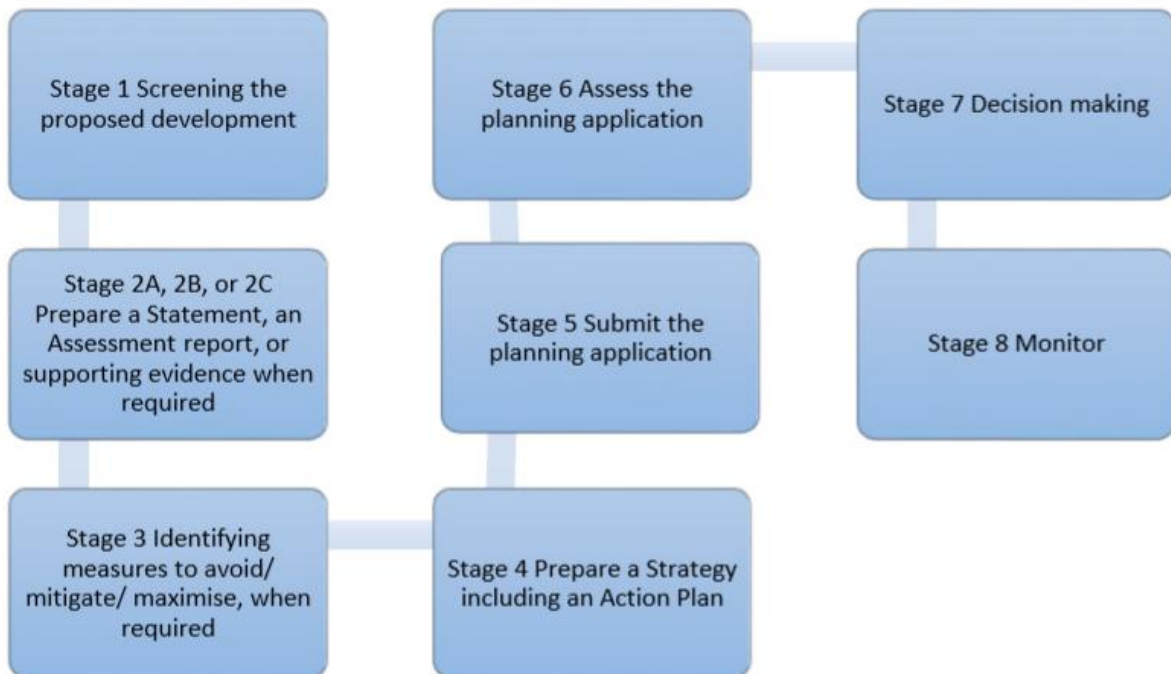 Stage 1 Screening the
proposed development
Stage 2A, 2B, or 2C
Prepare a Statement, an
Assessment report, or
supporting evidence when
required
Stage 3 Identifying
measures to avoid/
mitigate/ maximise, when
required
Stage 4 Prepare a Strategy
including an Action Plan
Stage 5 Submit the
planning application
Stage 6 Assess the
planning application
Stage 7 Decision making
Stage 8 Monitor